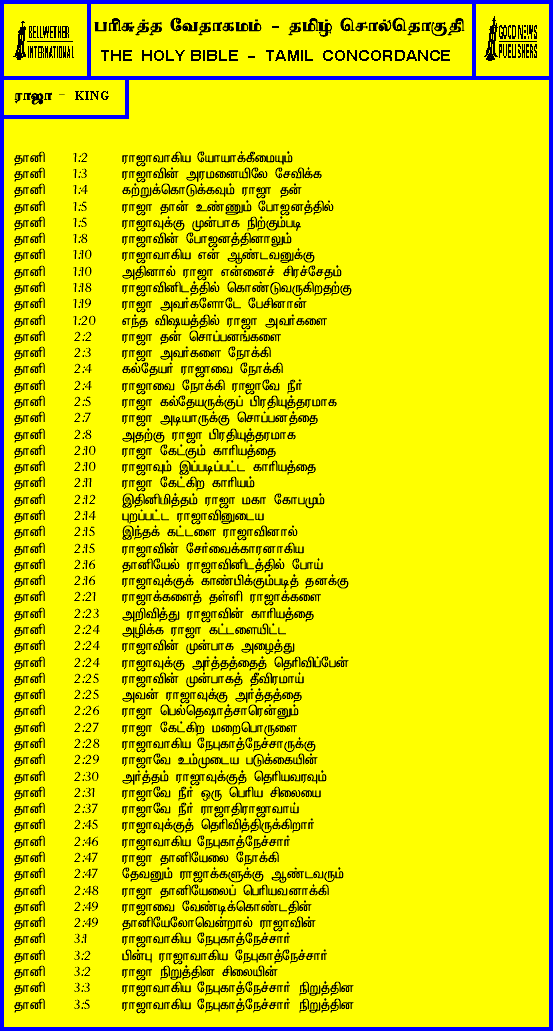 BELLWETHER
INTERNATIONAL
பரிசுத்த வேதாகமம் - தமிழ் சொல்தொகுதி
THE HOLY BIBLE - TAMIL CONCORDANCE
GOOD NEWS
PUBLISHERS
ராஜா - KING
தானி 1:2 ராஜாவாகிய யோயாக்கீமையும்
தானி 1:3 ராஜாவின் அரமனையிலே சேவிக்க
தானி 1:4 கற்றுக்கொடுக்கவும் ராஜா தன்
தானி 1:5 ராஜா தான் உண்ணும் போஜனத்தில்
தானி 1:5 ராஜாவுக்கு முன்பாக நிற்கும்படி
தானி 1:8 ராஜாவின் போஜனத்தினாலும்
தானி 1:10 ராஜாவாகிய என் ஆண்டவனுக்கு
தானி 1:10 அதினால் ராஜா என்னைச் சிரச்சேதம்
தானி 1:18 ராஜாவினிடத்தில் கொண்டுவருகிறதற்கு
தானி 1:19 ராஜா அவர்களோடே பேசினான்
தானி 1:20 எந்த விஷயத்தில் ராஜா அவர்களை
தானி 2:2 ராஜா தன் சொப்பனங்களை
தானி 2:3 ராஜா அவர்களை நோக்கி
தானி 2:4 கல்தேயர் ராஜாவை நோக்கி
தானி 2:4 ராஜாவை நோக்கி ராஜாவே நீர்
தானி 2:5 ராஜா கல்தேயருக்குப் பிரதியுத்தரமாக
தானி 2:7 ராஜா அடியாருக்கு சொப்பனத்தை
தானி 2:8 அதற்கு ராஜா பிரதியுத்தரமாக
தானி 2:10 ராஜா கேட்கும் காரியத்தை
தானி 2:10 ராஜாவும் இப்படிப்பட்ட காரியத்தை
தானி 2:11 ராஜா கேட்கிற காரியம்
தானி 2:12 இதினிமித்தம் ராஜா மகா கோபமும்
தானி 2:14 புறப்பட்ட ராஜாவினுடைய
தானி 2:15 இந்தக் கட்டளை ராஜாவினால்
தானி 2:15 ராஜாவின் சேர்வைக்காரனாகிய
தானி 2:16 தானியேல் ராஜாவினிடத்தில் போய்
தானி 2:16 ராஜாவுக்குக் காண்பிக்கும்படித் தனக்கு
தானி 2:21 ராஜாக்களைத் தள்ளி ராஜாக்களை
தானி 2:23 அறிவித்து ராஜாவின் காரியத்தை
தானி 2:24 அழிக்க ராஜா கட்டளையிட்ட
தானி 2:24 ராஜாவின் முன்பாக அழைத்து
தானி 2:24 ராஜாவுக்கு அர்த்தத்தைத் தெரிவிப்பேன்
தானி 2:25 ராஜாவின் முன்பாகத் தீவிரமாய்
தானி 2:25 அவன் ராஜாவுக்கு அர்த்தத்தை
தானி 2:26 ராஜா பெல்தெஷாத்சாரென்னும்
தானி 2:27 ராஜா கேட்கிற மறைபொருளை
தானி 2:28 ராஜாவாகிய நேபுகாத்நேச்சாருக்கு
தானி 2:29 ராஜாவே உம்முடைய படுக்கையின்
தானி 2:30 அர்த்தம் ராஜாவுக்குத் தெரியவரவும்
தானி 2:31 ராஜாவே நீர் ஒரு பெரிய சிலையை
தானி 2:37 ராஜாவே நீர் ராஜாதிராஜாவாய்
தானி 2:45 ராஜாவுக்குத் தெரிவித்திருக்கிறார்
தானி 2:46 ராஜாவாகிய நேபுகாத்நேச்சார்
தானி 2:47 ராஜா தானியேலை நோக்கி
தானி 2:47 தேவனும் ராஜாக்களுக்கு ஆண்டவரும்
தானி 2:48 ராஜா தானியேலைப் பெரியவனாக்கி
தானி 2:49 ராஜாவை வேண்டிக்கொண்டதின்
தானி 2:49 தானியேலோவென்றால் ராஜாவின்
தானி 3:1 ராஜாவாகிய நேபுகாத்நேச்சார்
தானி 3:2 பின்பு ராஜாவாகிய நேபுகாத்நேச்சார்
தானி 3:2 ராஜா நிறுத்தின சிலையின்
தானி 3:3 ராஜாவாகிய நேபுகாத்நேச்சார் நிறுத்தின
தானி 3:5 ராஜாவாகிய நேபுகாத்நேச்சார் நிறுத்தின